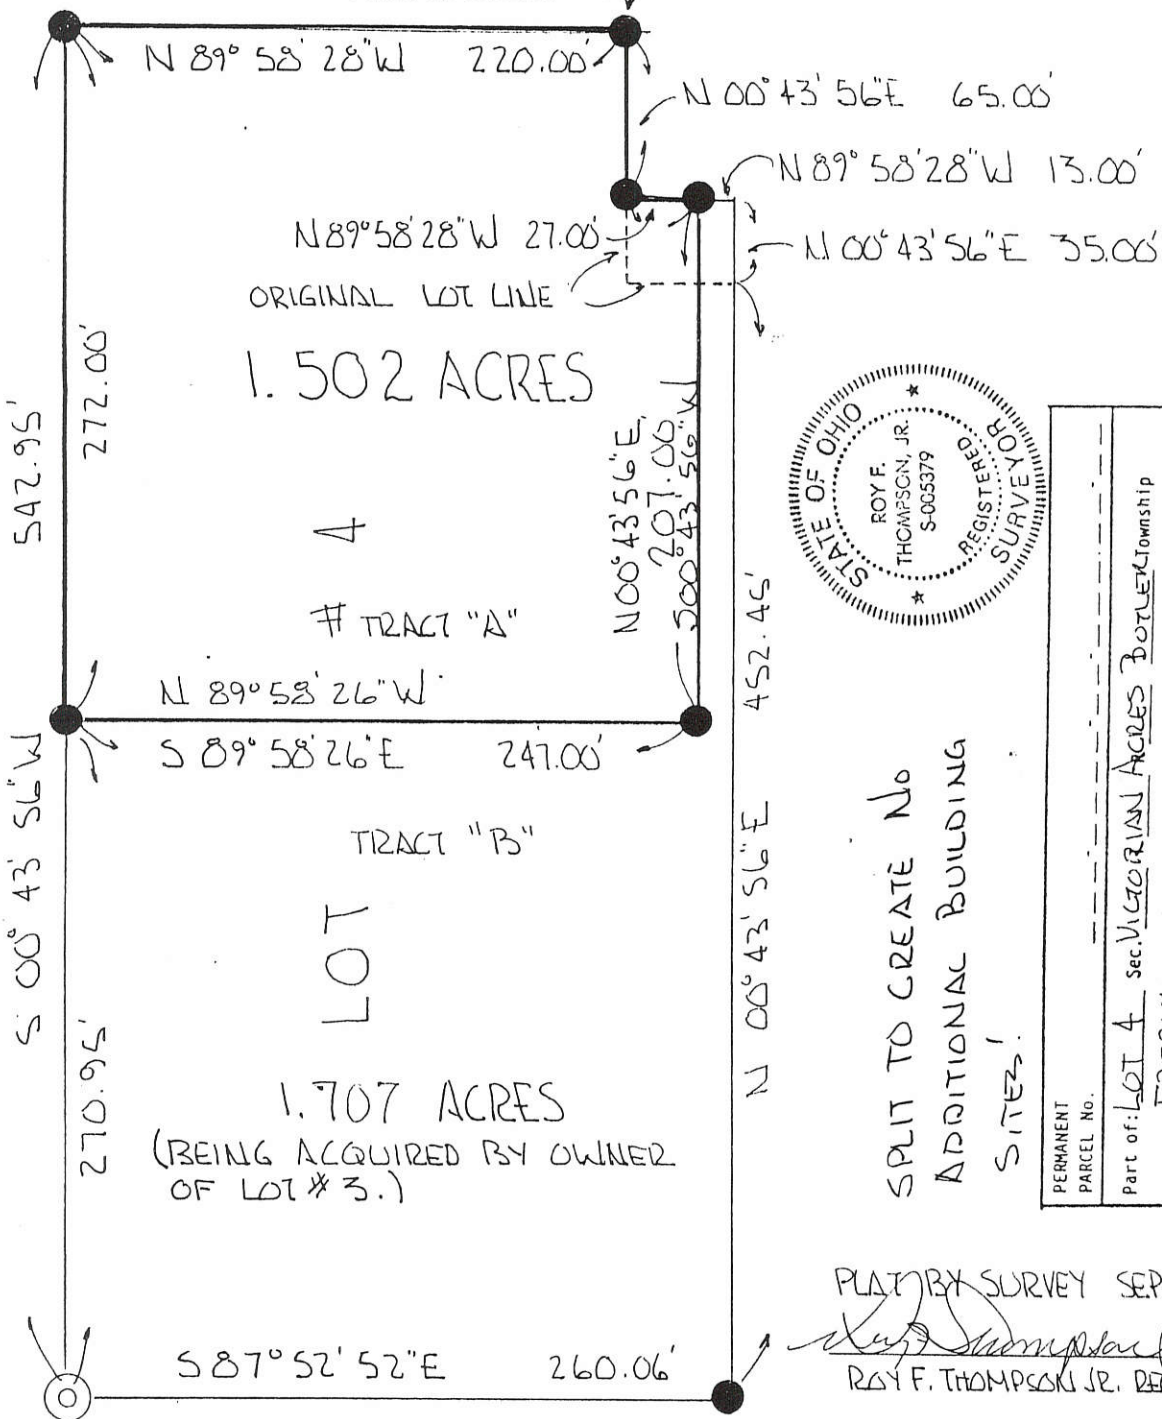 N 89° 58' 28" W 220.00'
N 00° 43' 56" E 65.00'
N 89° 58' 28" W 13.00'
N 89° 58' 28" W 27.00'
N 00° 43' 56" E 35.00'
ORIGINAL LOT LINE
1.502 ACRES
272.00'
542.95'
N 00° 43' 56" E
207.00
S 00° 43' 56" W
4
# TRACT "A"
N 89° 58' 26" W
S 89° 58' 26" E 247.00'
452.45'
N 00° 43' 56" E
S 00° 43' 56" W
TRACT "B"
LOT
270.95'
1.707 ACRES
(BEING ACQUIRED BY OWNER
OF LOT # 3.)
S 87° 52' 52" E 260.06'
STATE OF OHIO
ROY F.
THOMPSON, JR.
S-005379
REGISTERED
SURVEYOR
SPLIT TO CREATE NO
ADDITIONAL BUILDING
SITES!
PERMANENT
PARCEL No.
Part of: LOT 4 Sec. VICTORIAN ACRES BUTLER Township
PLAT BY SURVEY SEP
ROY F. THOMPSON JR. RE